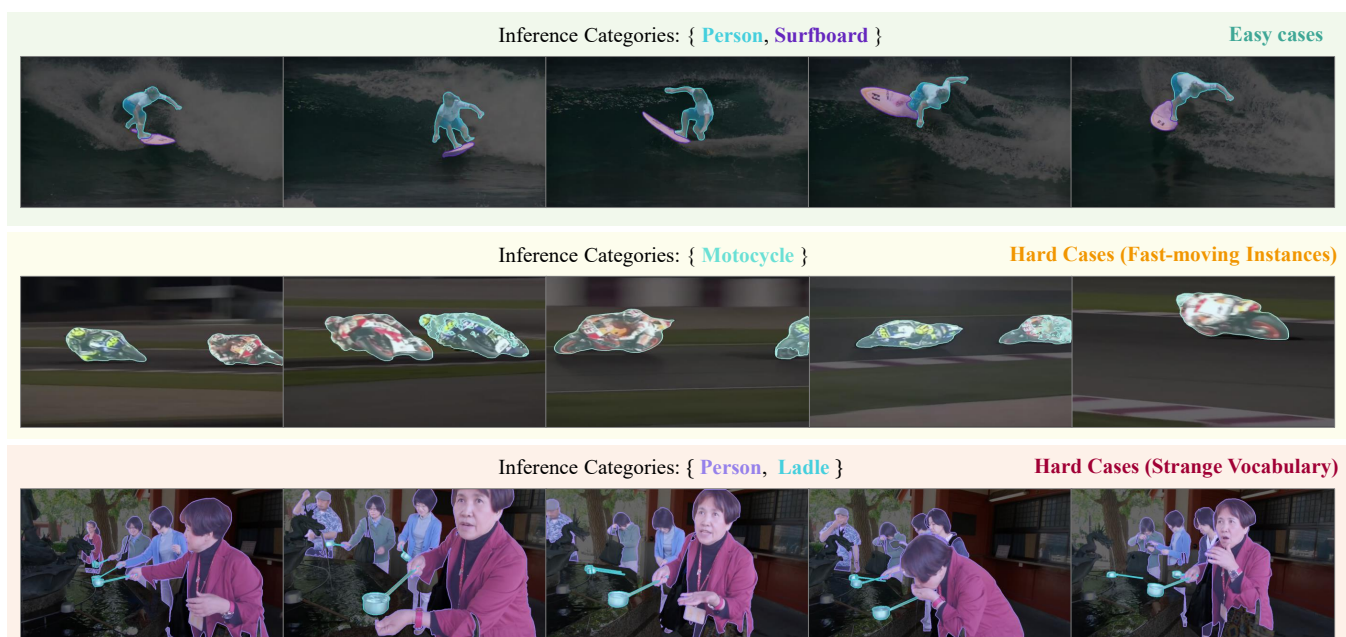 Inference Categories: { Person, Surfboard }
Easy cases
Inference Categories: { Motocycle }
Hard Cases (Fast-moving Instances)
Inference Categories: { Person, Ladle }
Hard Cases (Strange Vocabulary)